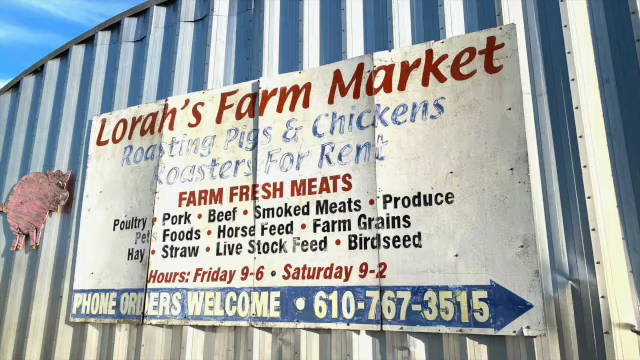 Lorah's Farm Market
Roasting Pigs & Chickens
Roasters For Rent
FARM FRESH MEATS
Poultry • Pork • Beef • Smoked Meats • Produce
Pet Foods • Horse Feed • Farm Grains
Hay • Straw • Live Stock Feed • Birdseed
Hours: Friday 9-6 • Saturday 9-2
PHONE ORDERS WELCOME • 610-767-3515